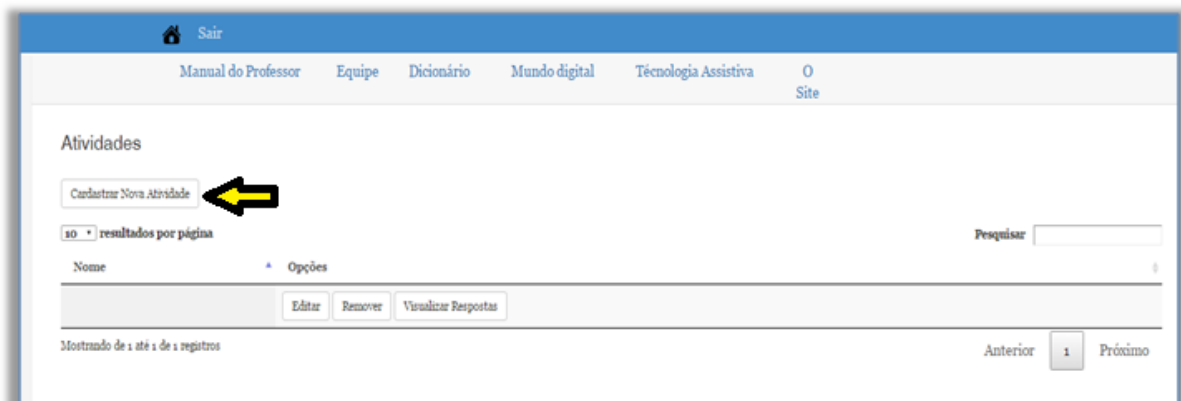 Sair
Manual do Professor Equipe Dicionário Mundo digital Técnologia Assistiva O
Site
Atividades
Cardastrar Nova Atividade
10 resultados por página Pesquisar
Nome Opções
Editar Remover Visualizar Respostas
Mostrando de 1 até 1 de 1 registros Anterior 1 Próximo